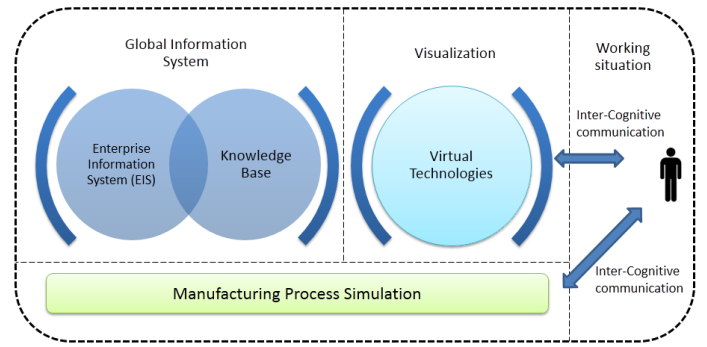 Global Information
System
Visualization
Working
situation
Enterprise
Information
System (EIS)
Knowledge
Base
Virtual
Technologies
Inter-Cognitive
communication
Inter-Cognitive
communication
Manufacturing Process Simulation